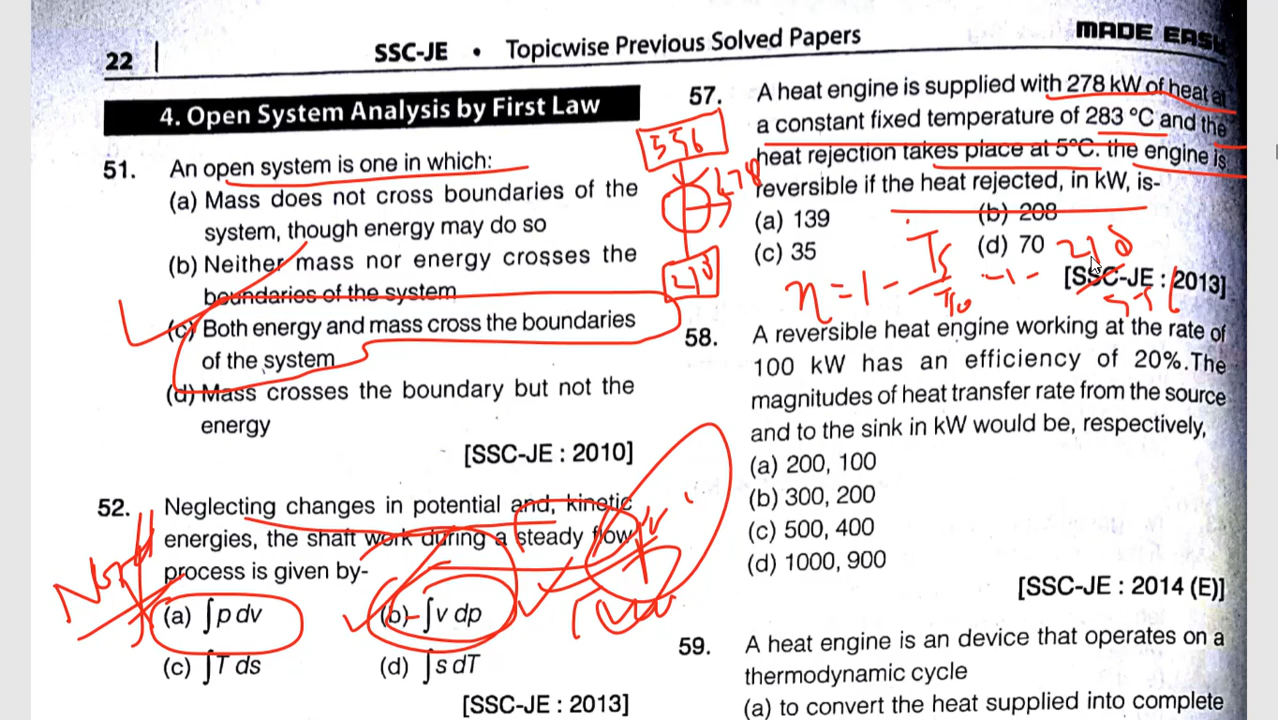 22
SSC-JE • Topicwise Previous Solved Papers
MADE EASY
4. Open System Analysis by First Law
51. An open system is one in which:
(a) Mass does not cross boundaries of the
system, though energy may do so
(b) Neither mass nor energy crosses the
boundaries of the system
(c) Both energy and mass cross the boundaries
of the system
(d) Mass crosses the boundary but not the
energy
[SSC-JE : 2010]
52. Neglecting changes in potential and, kinetic
energies, the shaft work during a steady flow
process is given by-
(a) ∫p dv (b) -∫v dp
(c) ∫T ds (d) ∫s dT
[SSC-JE : 2013]
57. A heat engine is supplied with 278 kW of heat at
a constant fixed temperature of 283 °C and the
heat rejection takes place at 5°C. the engine is
reversible if the heat rejected, in kW, is-
(a) 139 (b) 208
(c) 35 (d) 70
[SSC-JE : 2013]
556
278
η = 1 -
58. A reversible heat engine working at the rate of
100 kW has an efficiency of 20%.The
magnitudes of heat transfer rate from the source
and to the sink in kW would be, respectively,
(a) 200, 100
(b) 300, 200
(c) 500, 400
(d) 1000, 900
[SSC-JE : 2014 (E)]
59. A heat engine is an device that operates on a
thermodynamic cycle
(a) to convert the heat supplied into complete